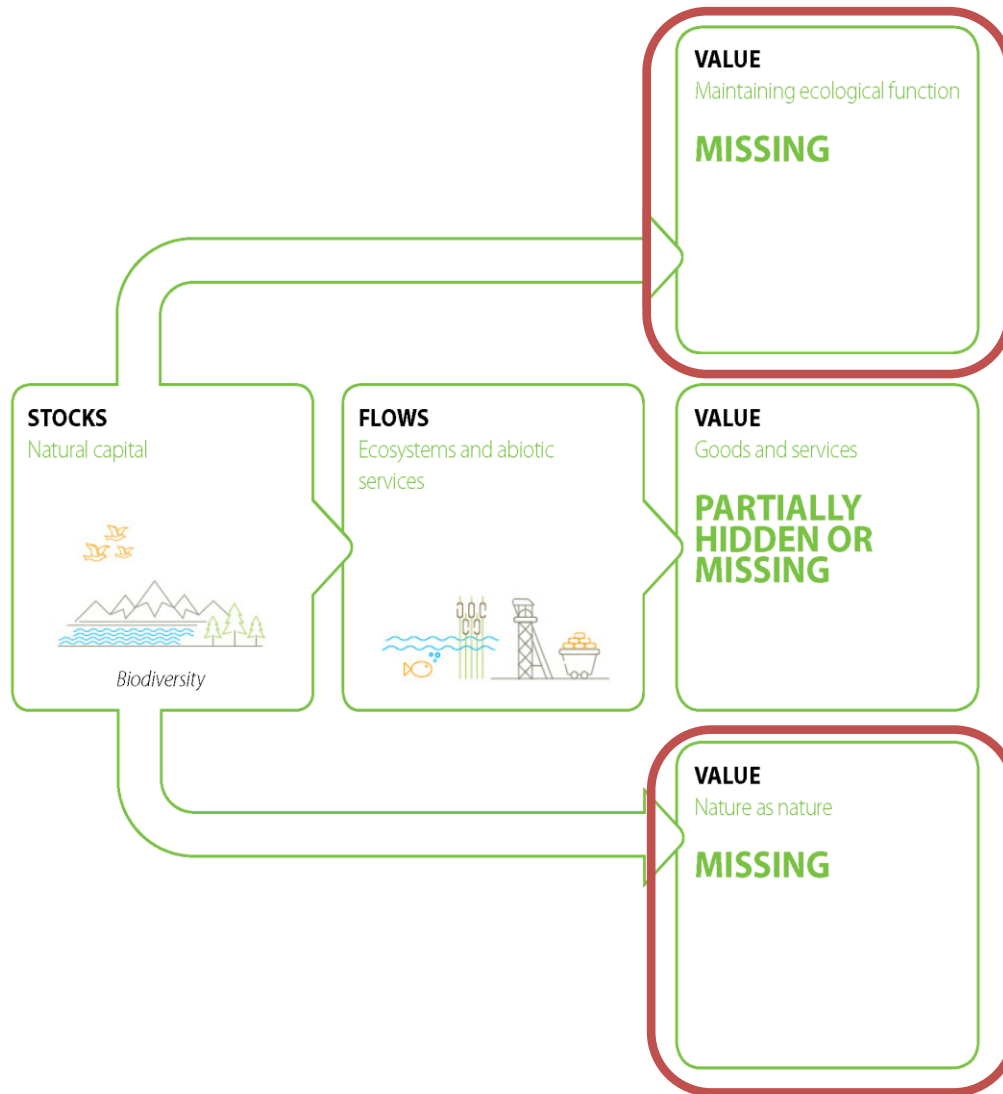 VALUE
Maintaining ecological function
MISSING
STOCKS
Natural capital
Biodiversity
FLOWS
Ecosystems and abiotic
services
VALUE
Goods and services
PARTIALLY
HIDDEN OR
MISSING
VALUE
Nature as nature
MISSING